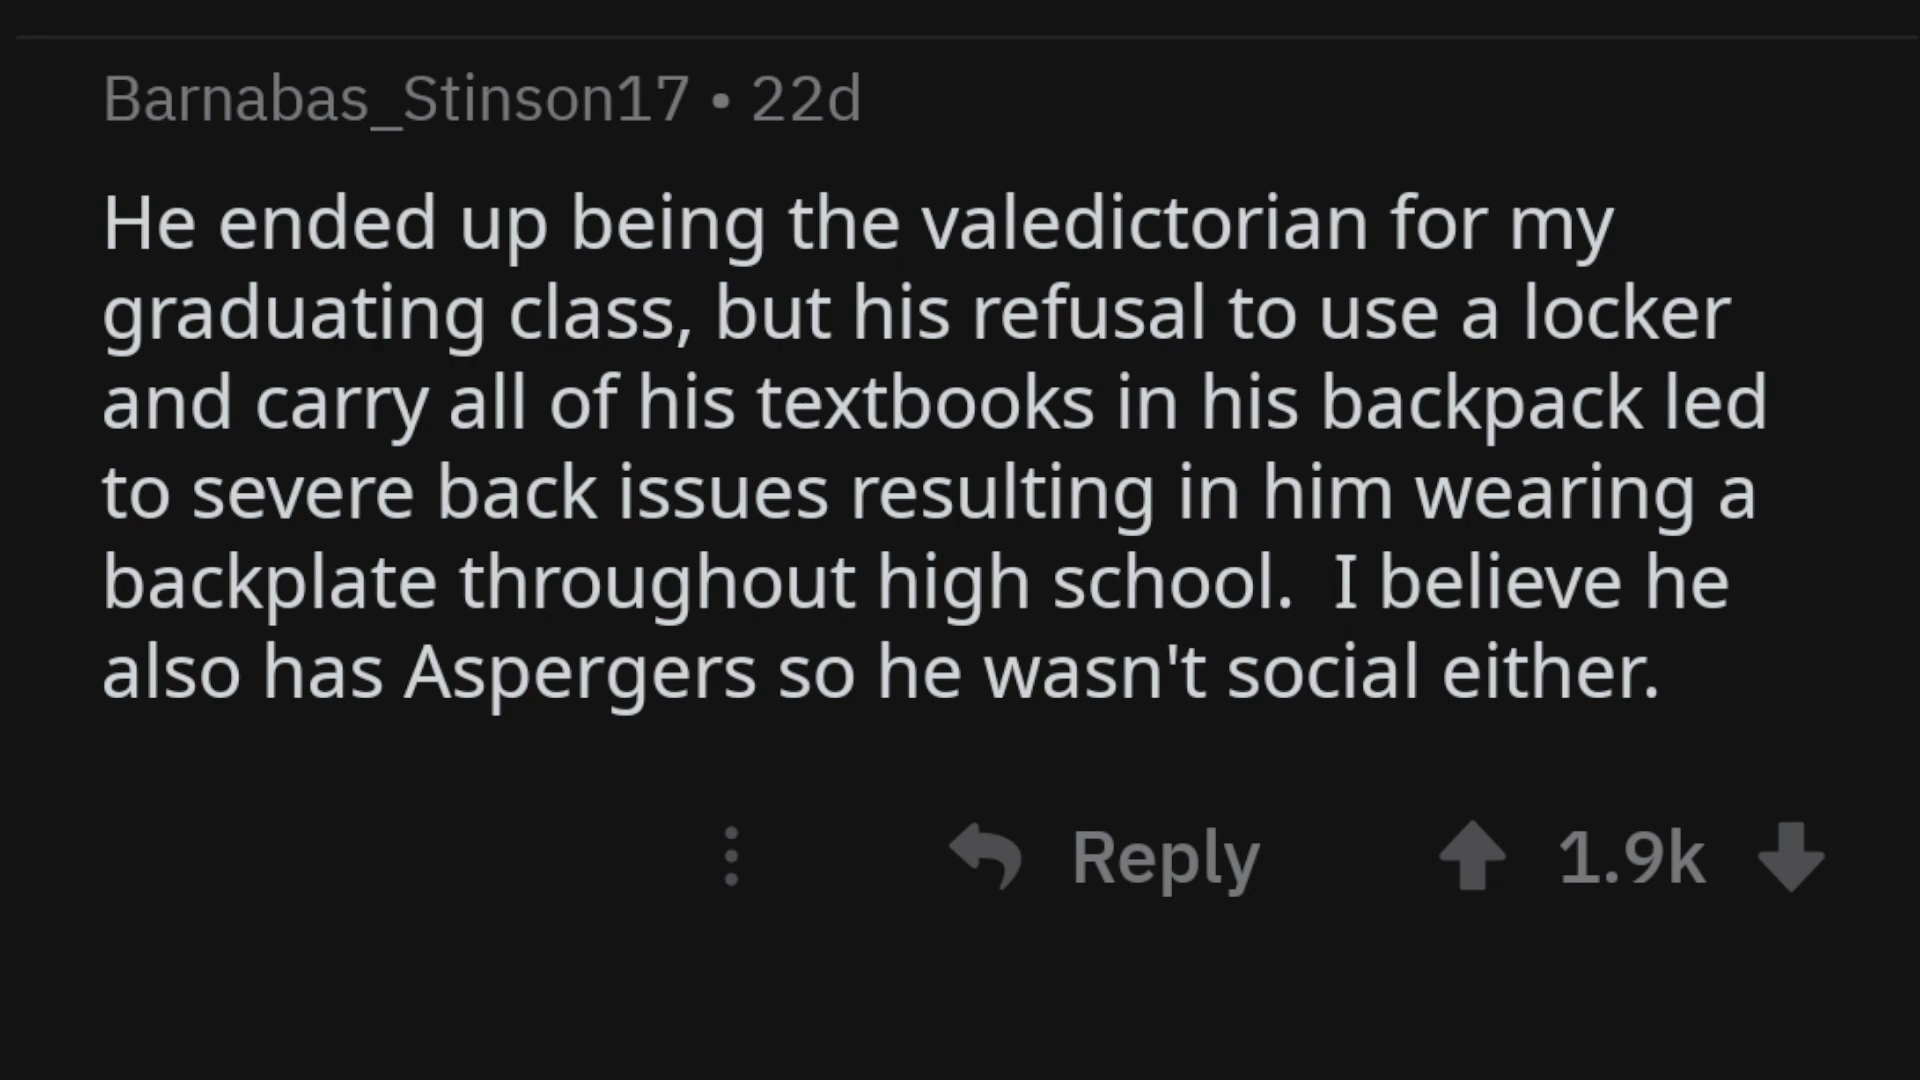 Barnabas_Stinson17 • 22d
He ended up being the valedictorian for my
graduating class, but his refusal to use a locker
and carry all of his textbooks in his backpack led
to severe back issues resulting in him wearing a
backplate throughout high school.  I believe he
also has Aspergers so he wasn't social either.
Reply 1.9k